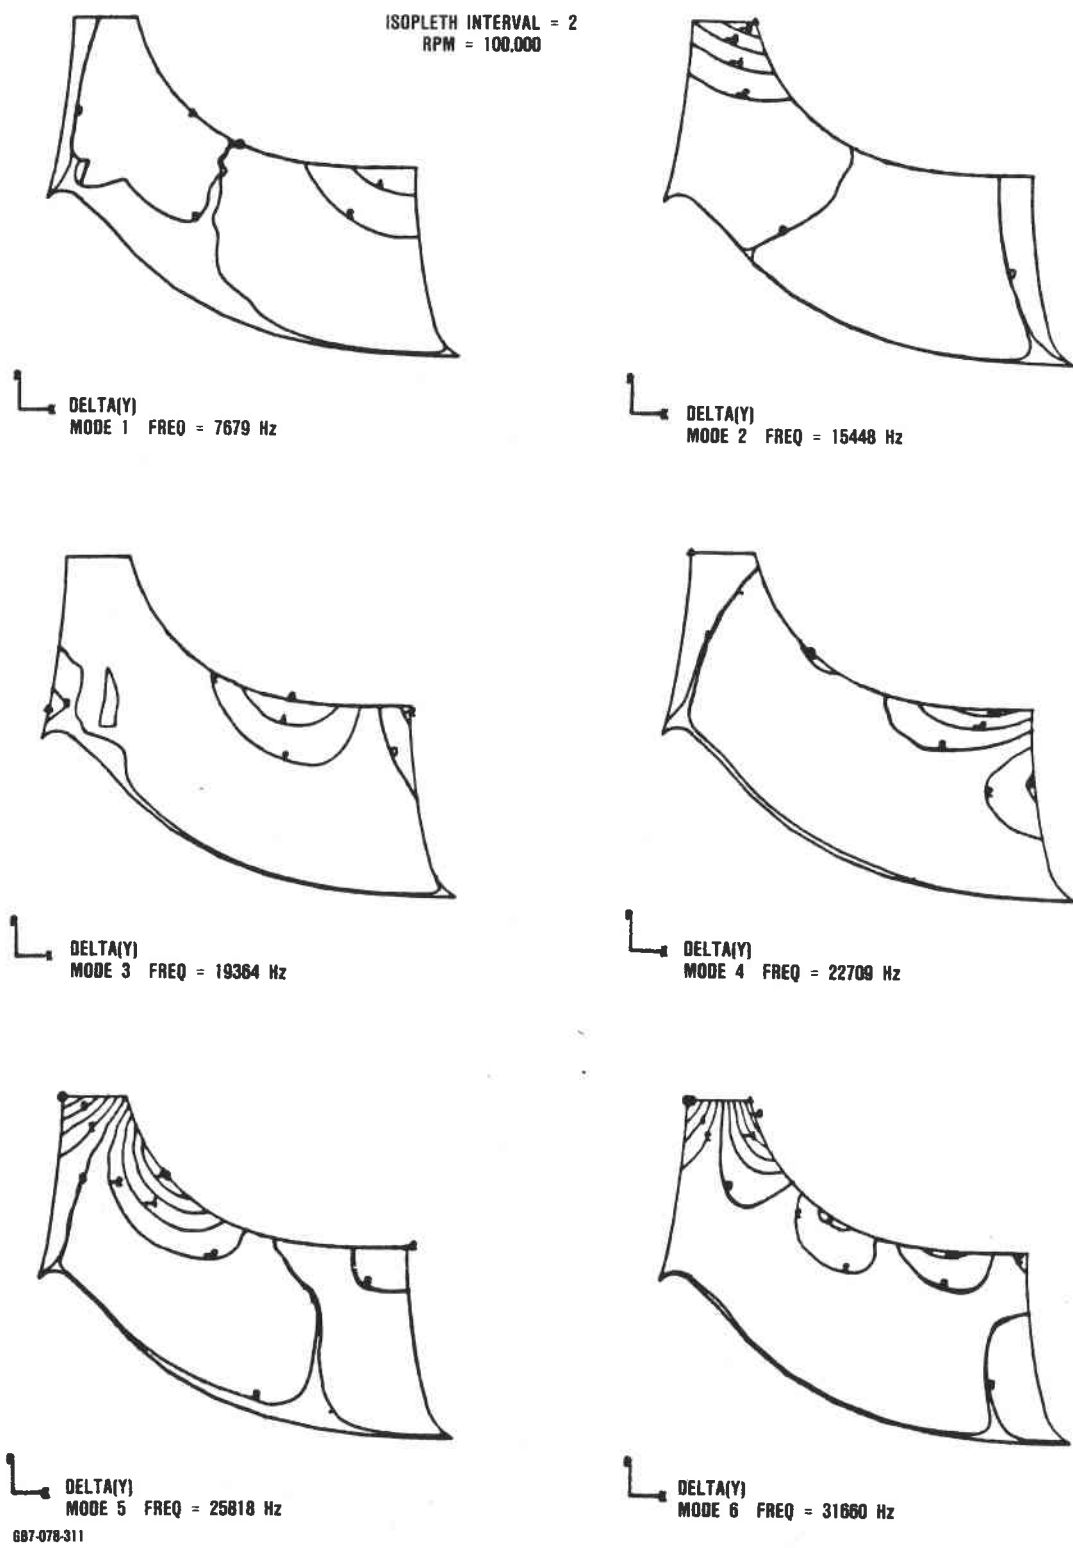 ISOPLETH INTERVAL = 2
RPM = 100,000
DELTA(Y)
MODE 1 FREQ = 7679 Hz
DELTA(Y)
MODE 2 FREQ = 15448 Hz
DELTA(Y)
MODE 3 FREQ = 19364 Hz
DELTA(Y)
MODE 4 FREQ = 22709 Hz
DELTA(Y)
MODE 5 FREQ = 25818 Hz
DELTA(Y)
MODE 6 FREQ = 31660 Hz
GB7-078-311